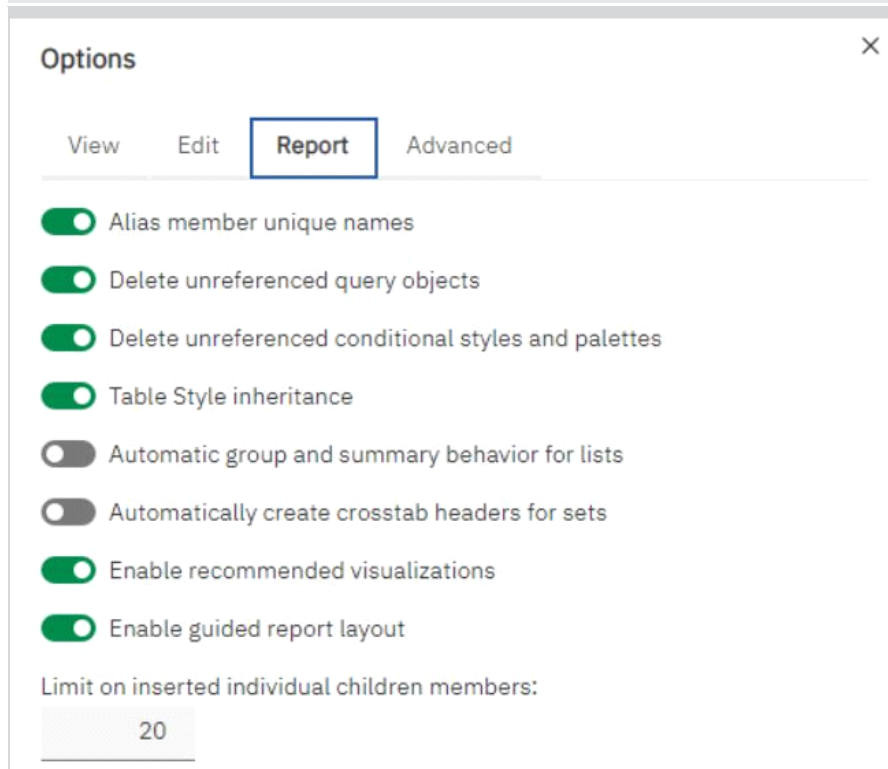 Options
View Edit Report Advanced
Alias member unique names
Delete unreferenced query objects
Delete unreferenced conditional styles and palettes
Table Style inheritance
Automatic group and summary behavior for lists
Automatically create crosstab headers for sets
Enable recommended visualizations
Enable guided report layout
Limit on inserted individual children members:
20